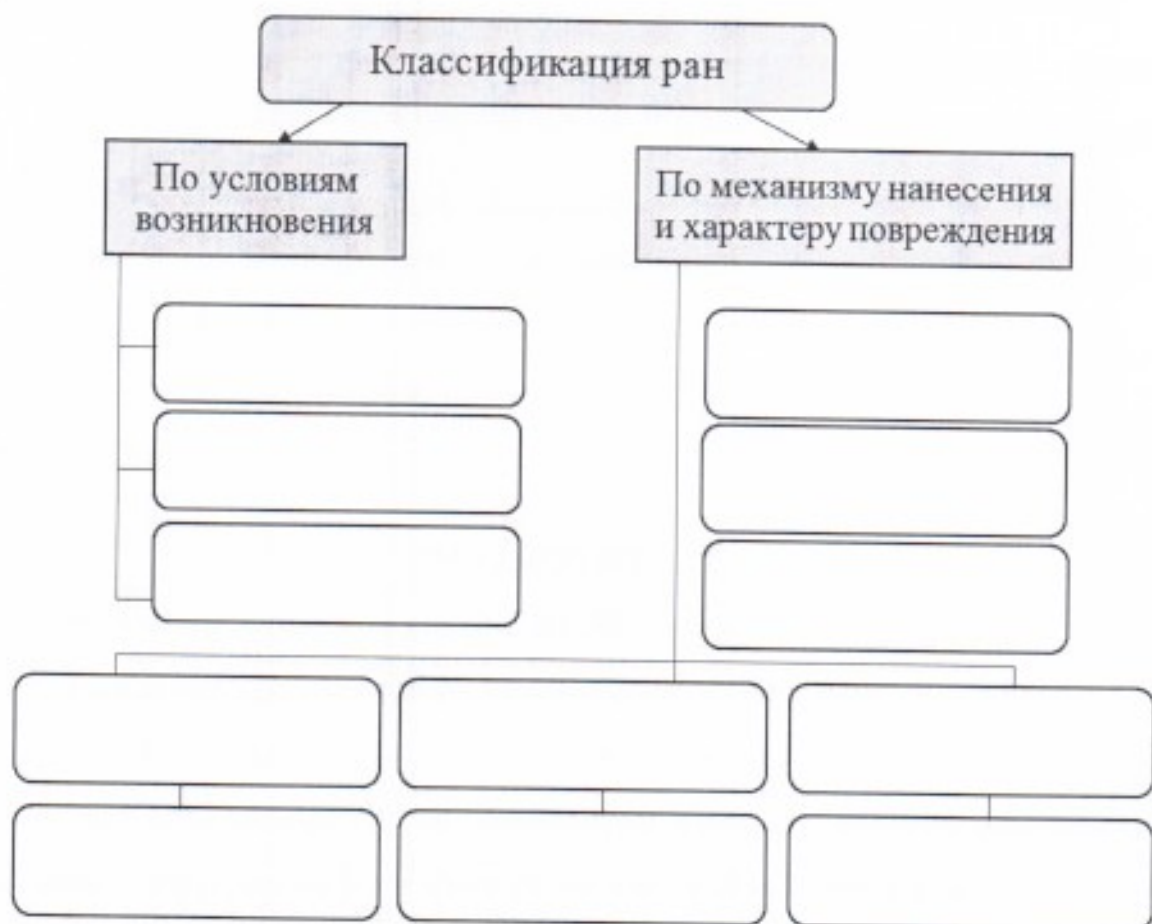 Классификация ран
По условиям
возникновения
По механизму нанесения
и характеру повреждения